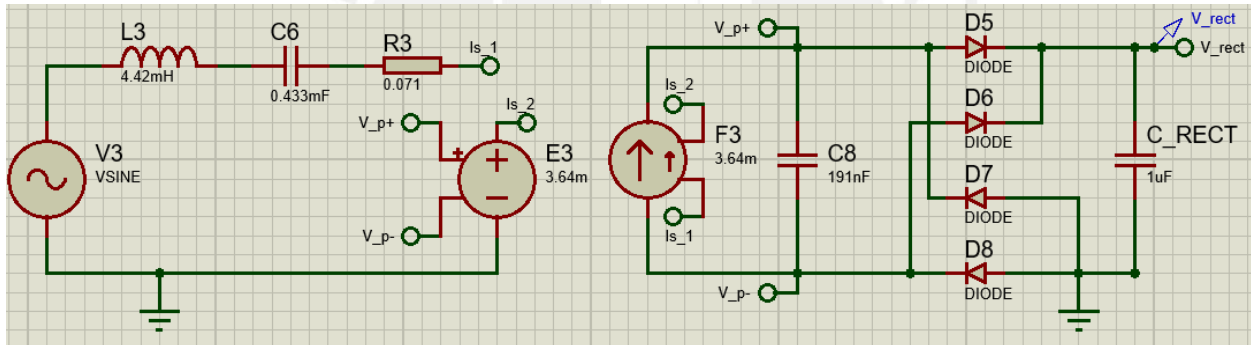 L3
4.42mH
C6
0.433mF
R3
0.071
Is_1
V3
VSINE
V_p+
V_p-
Is_2
+
E3
3.64m
V_p+
Is_2
F3
3.64m
Is_1
V_p-
C8
191nF
D5
DIODE
D6
DIODE
D7
DIODE
D8
DIODE
V_rect
V_rect
C_RECT
1uF